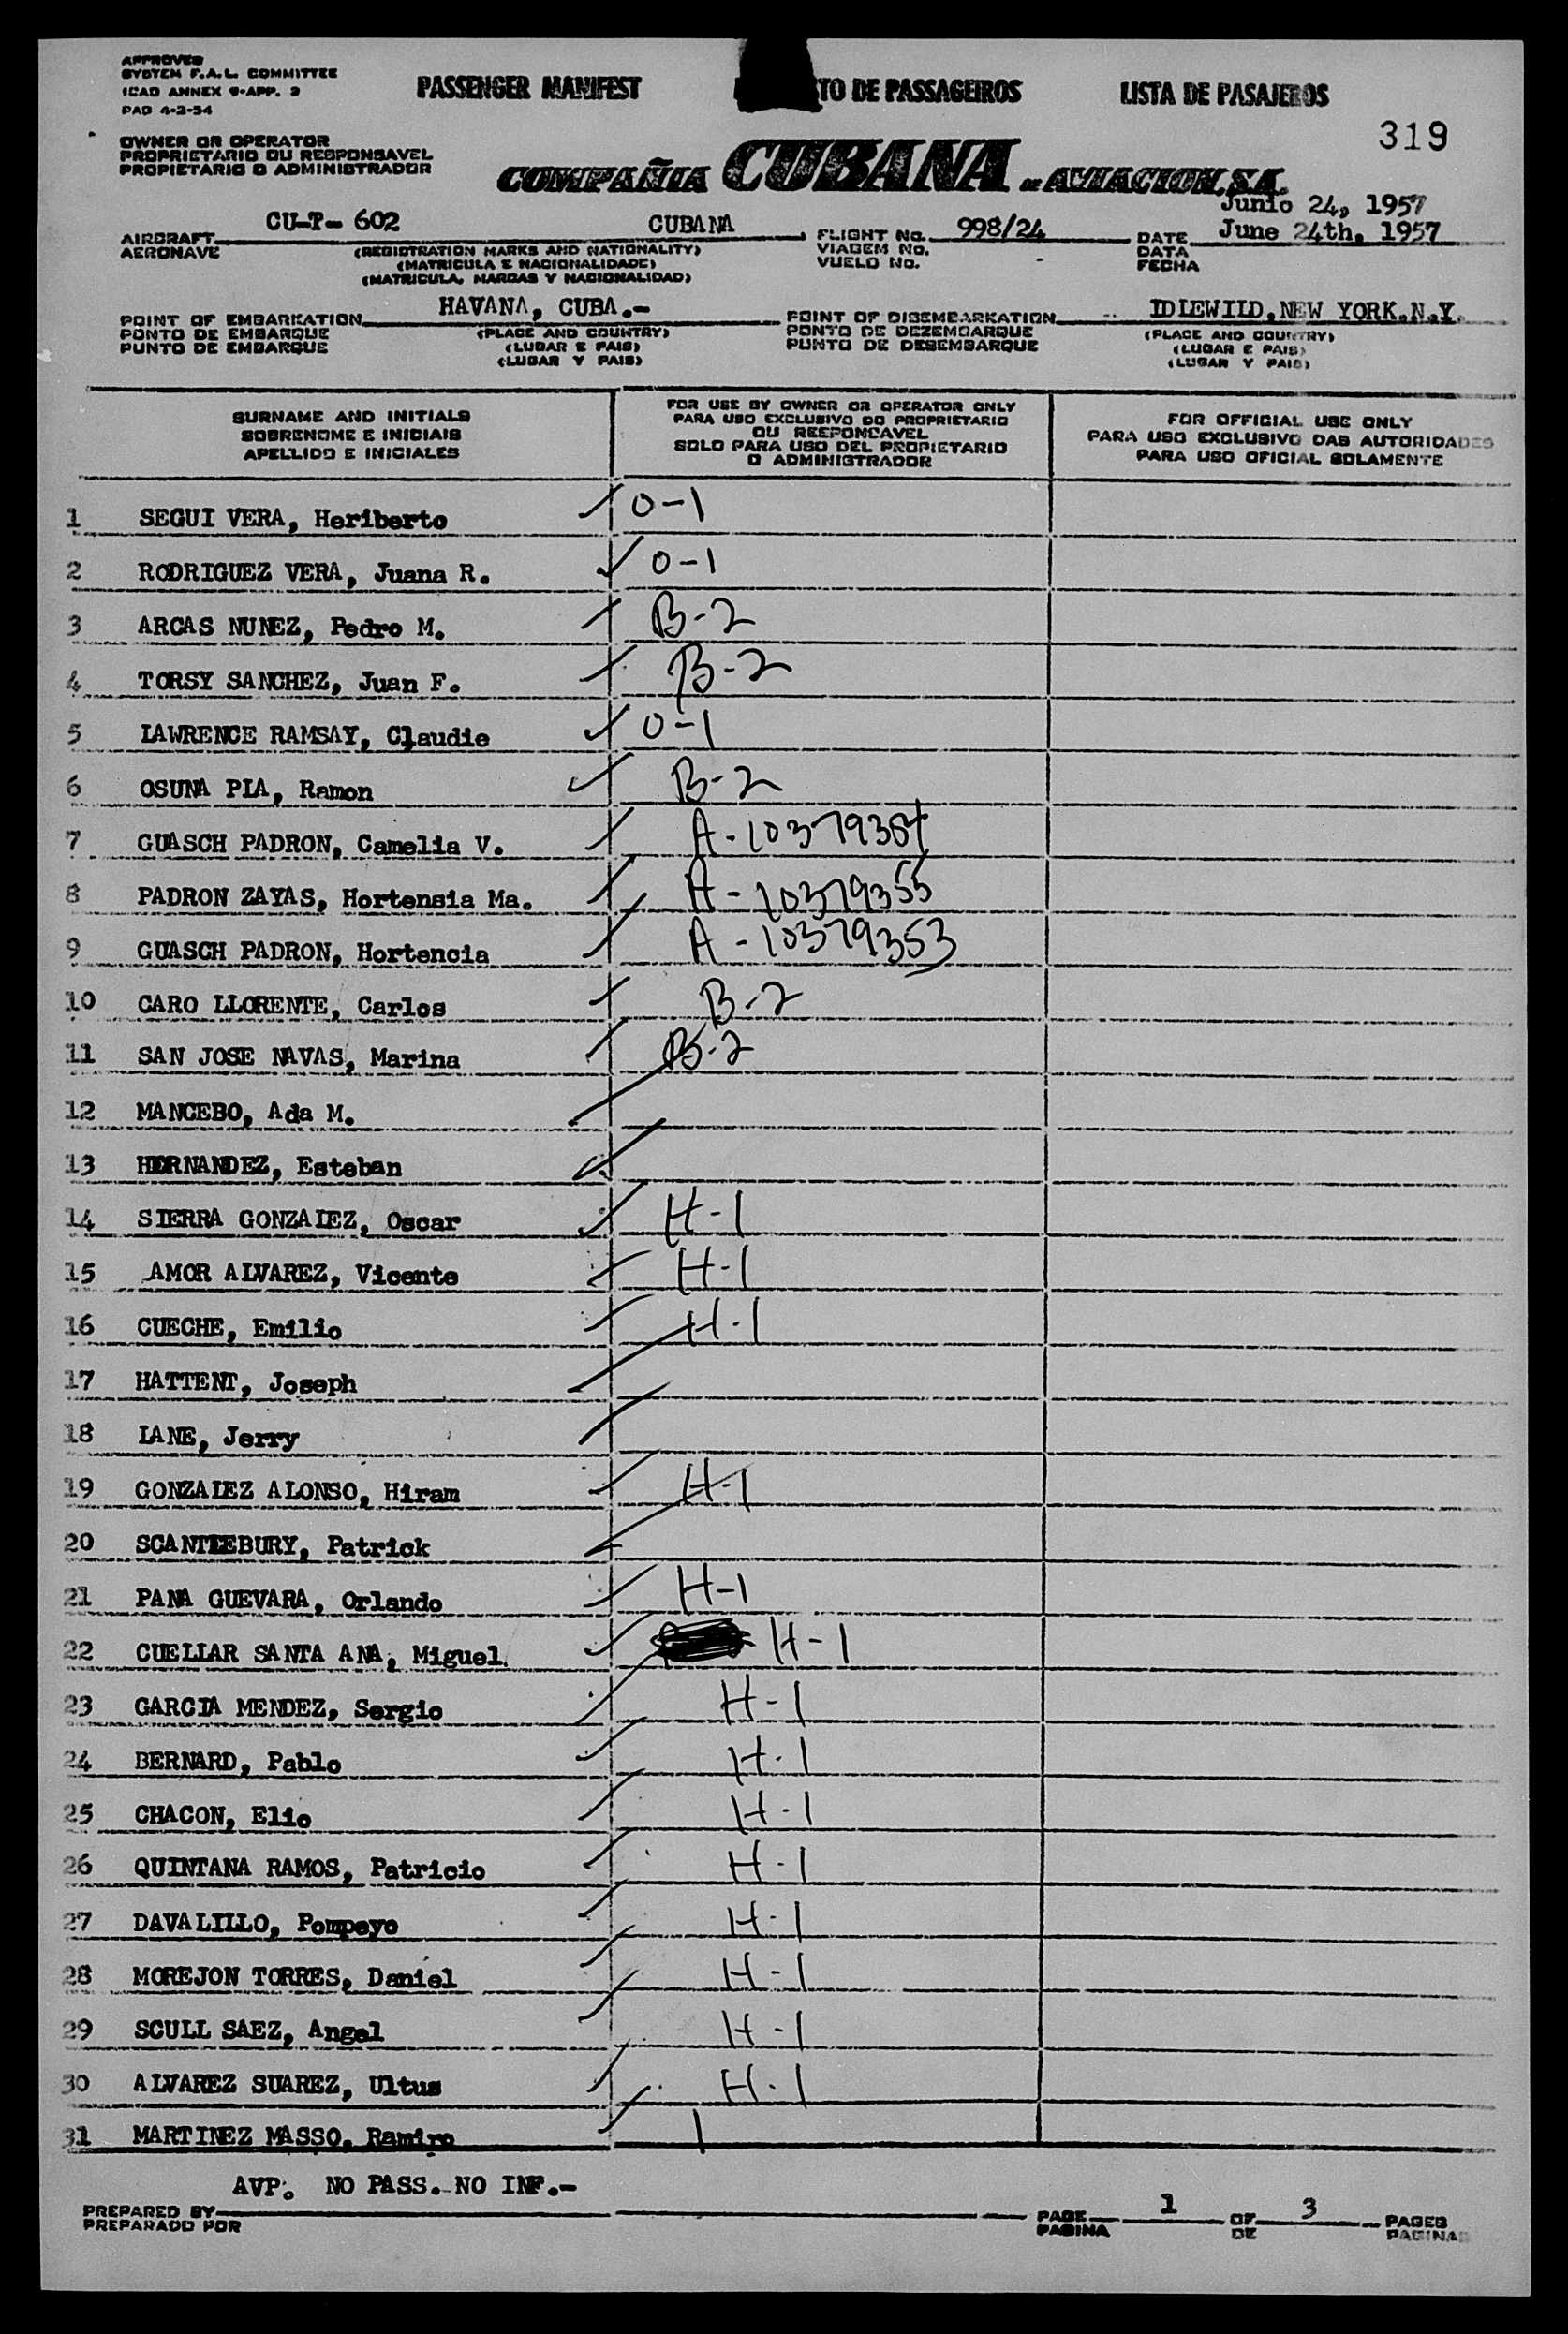 APPROVED
SYSTEM F.A.L. COMMITTEE
ICAO ANNEX 9-APP. 3
PAD 4-2-54
PASSENGER MANIFEST
TO DE PASSAGEIROS
LISTA DE PASAJEROS
319
OWNER OR OPERATOR
PROPRIETARIO OU RESPONSAVEL
PROPIETARIO O ADMINISTRADOR
COMPAÑIA CUBANA DE AVIACION, S.A.
Junio 24, 1957
AIRCRAFT CU-T- 602 CUBANA FLIGHT No. 998/24 DATE June 24th, 1957
AERONAVE (REGISTRATION MARKS AND NATIONALITY) VIAGEM No. DATA
(MATRICULA E NACIONALIDADE) VUELO No. FECHA
(MATRICULA, MARCAS Y NACIONALIDAD)
POINT OF EMBARKATION HAVANA, CUBA.- POINT OF DISEMBARKATION IDLEWILD,NEW YORK.N.Y.
PONTO DE EMBARQUE (PLACE AND COUNTRY) PONTO DE DEZEMBARQUE (PLACE AND COUNTRY)
PUNTO DE EMBARQUE (LUGAR E PAIS) PUNTO DE DESEMBARQUE (LUGAR E PAIS)
(LUGAR Y PAIS) (LUGAR Y PAIS)
SURNAME AND INITIALS
SOBRENOME E INICIAIS
APELLIDO E INICIALES
FOR USE BY OWNER OR OPERATOR ONLY
PARA USO EXCLUSIVO DO PROPRIETARIO
OU RESPONSAVEL
SOLO PARA USO DEL PROPIETARIO
O ADMINISTRADOR
FOR OFFICIAL USE ONLY
PARA USO EXCLUSIVO DAS AUTORIDADES
PARA USO OFICIAL SOLAMENTE
1 SEGUI VERA, Heriberto O-1
2 RODRIGUEZ VERA, Juana R. O-1
3 ARCAS NUNEZ, Pedro M. B-2
4 TORSY SANCHEZ, Juan F. B-2
5 LAWRENCE RAMSAY, Claudie O-1
6 OSUNA PLA, Ramon B-2
7 GUASCH PADRON, Camelia V. A-10379354
8 PADRON ZAYAS, Hortensia Ma. A-10379355
9 GUASCH PADRON, Hortencia A-10379353
10 CARO LLORENTE, Carlos B-2
11 SAN JOSE NAVAS, Marina B-2
12 MANCEBO, Ada M.
13 HERNANDEZ, Esteban
14 SIERRA GONZALEZ, Oscar H-1
15 AMOR ALVAREZ, Vicente H-1
16 CUECHE, Emilio H-1
17 HATTENT, Joseph
18 LANE, Jerry
19 GONZALEZ ALONSO, Hiram H-1
20 SCANTLEBURY, Patrick
21 PANA GUEVARA, Orlando H-1
22 CUELLAR SANTA ANA, Miguel H-1
23 GARCIA MENDEZ, Sergio H-1
24 BERNARD, Pablo H-1
25 CHACON, Elio H-1
26 QUINTANA RAMOS, Patricio H-1
27 DAVALILLO, Pompeyo H-1
28 MOREJON TORRES, Daniel H-1
29 SCULL SAEZ, Angel H-1
30 ALVAREZ SUAREZ, Ultus H-1
31 MARTINEZ MASSO, Ramiro
AVP. NO PASS.-NO INF.-
PREPARED BY PAGE 1 OF 3 PAGES
PREPARADO POR PAGINA DE PAGINAS